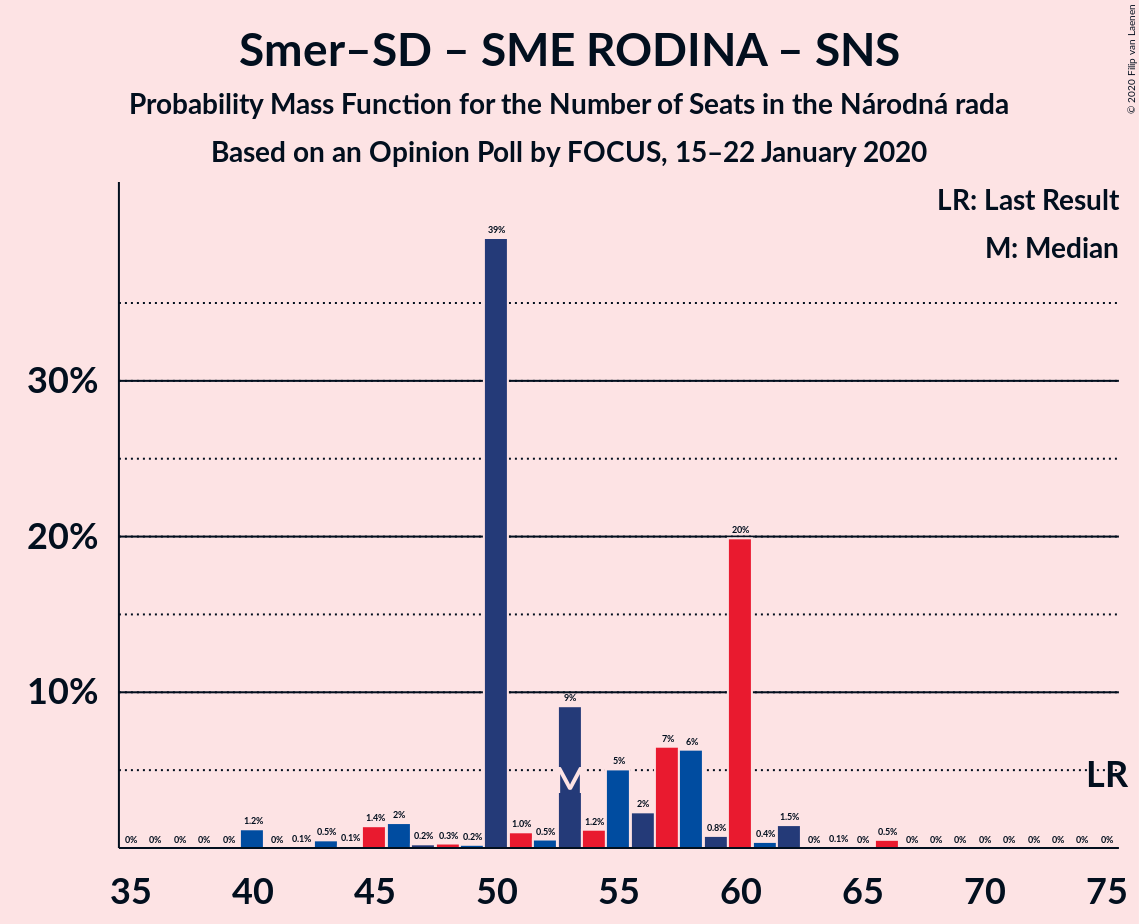 © 2020 Filip van Laenen
Smer–SD – SME RODINA – SNS
Probability Mass Function for the Number of Seats in the Národná rada
Based on an Opinion Poll by FOCUS, 15–22 January 2020
LR: Last Result
M: Median
39%
30%
20%
20%
10%
9%
7%
6%
5%
LR
M
0% 0% 0% 0% 0% 1.2% 0% 0.1% 0.5% 0.1% 1.4% 2% 0.2% 0.3% 0.2% 1.0% 0.5% 1.2% 2% 0.8% 0.4% 1.5% 0% 0.1% 0% 0.5% 0% 0% 0% 0% 0% 0% 0% 0% 0%
35 40 45 50 55 60 65 70 75